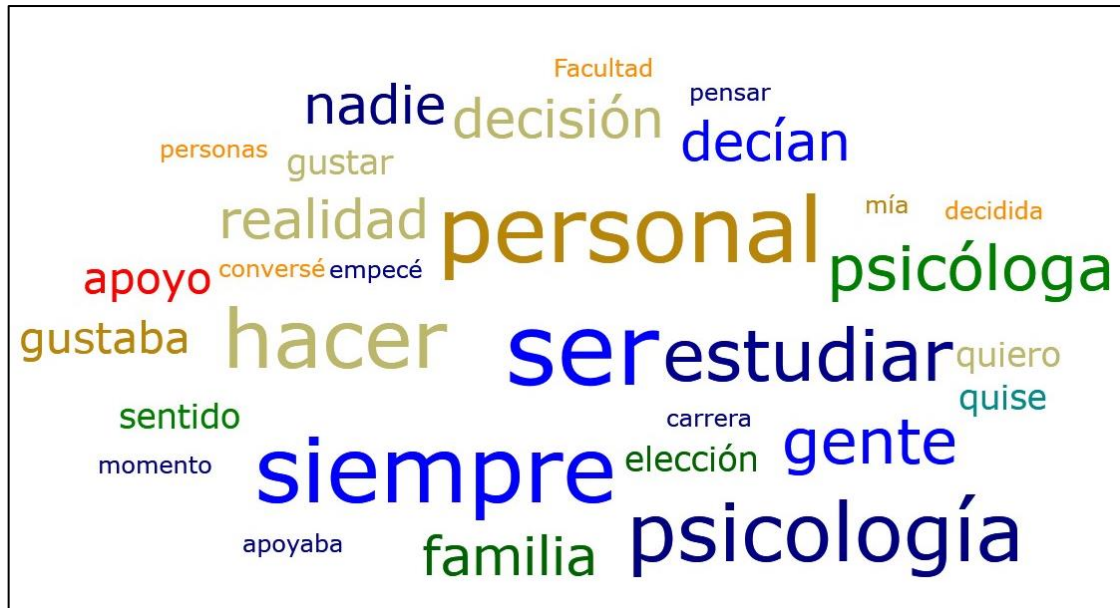 Facultad
nadie decisión pensar
decían
personas gustar
realidad personal mía decidida
apoyo conversé empecé psicóloga
gustaba hacer ser estudiar quiero
quise
sentido carrera
momento siempre elección gente
apoyaba familia psicología